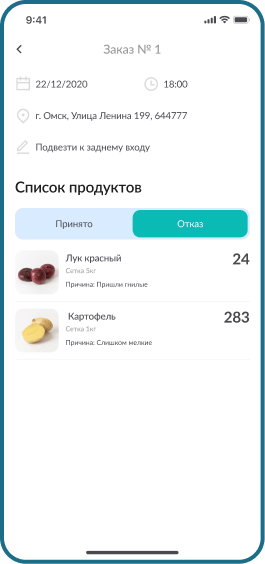 9:41
Заказ № 1
22/12/2020 18:00
г. Омск, Улица Ленина 199, 644777
Подвезти к заднему входу
Список продуктов
Принято Отказ
Лук красный 24
Сетка 5кг
Причина: Пришли гнилые
Картофель 283
Сетка 1кг
Причина: Слишком мелкие